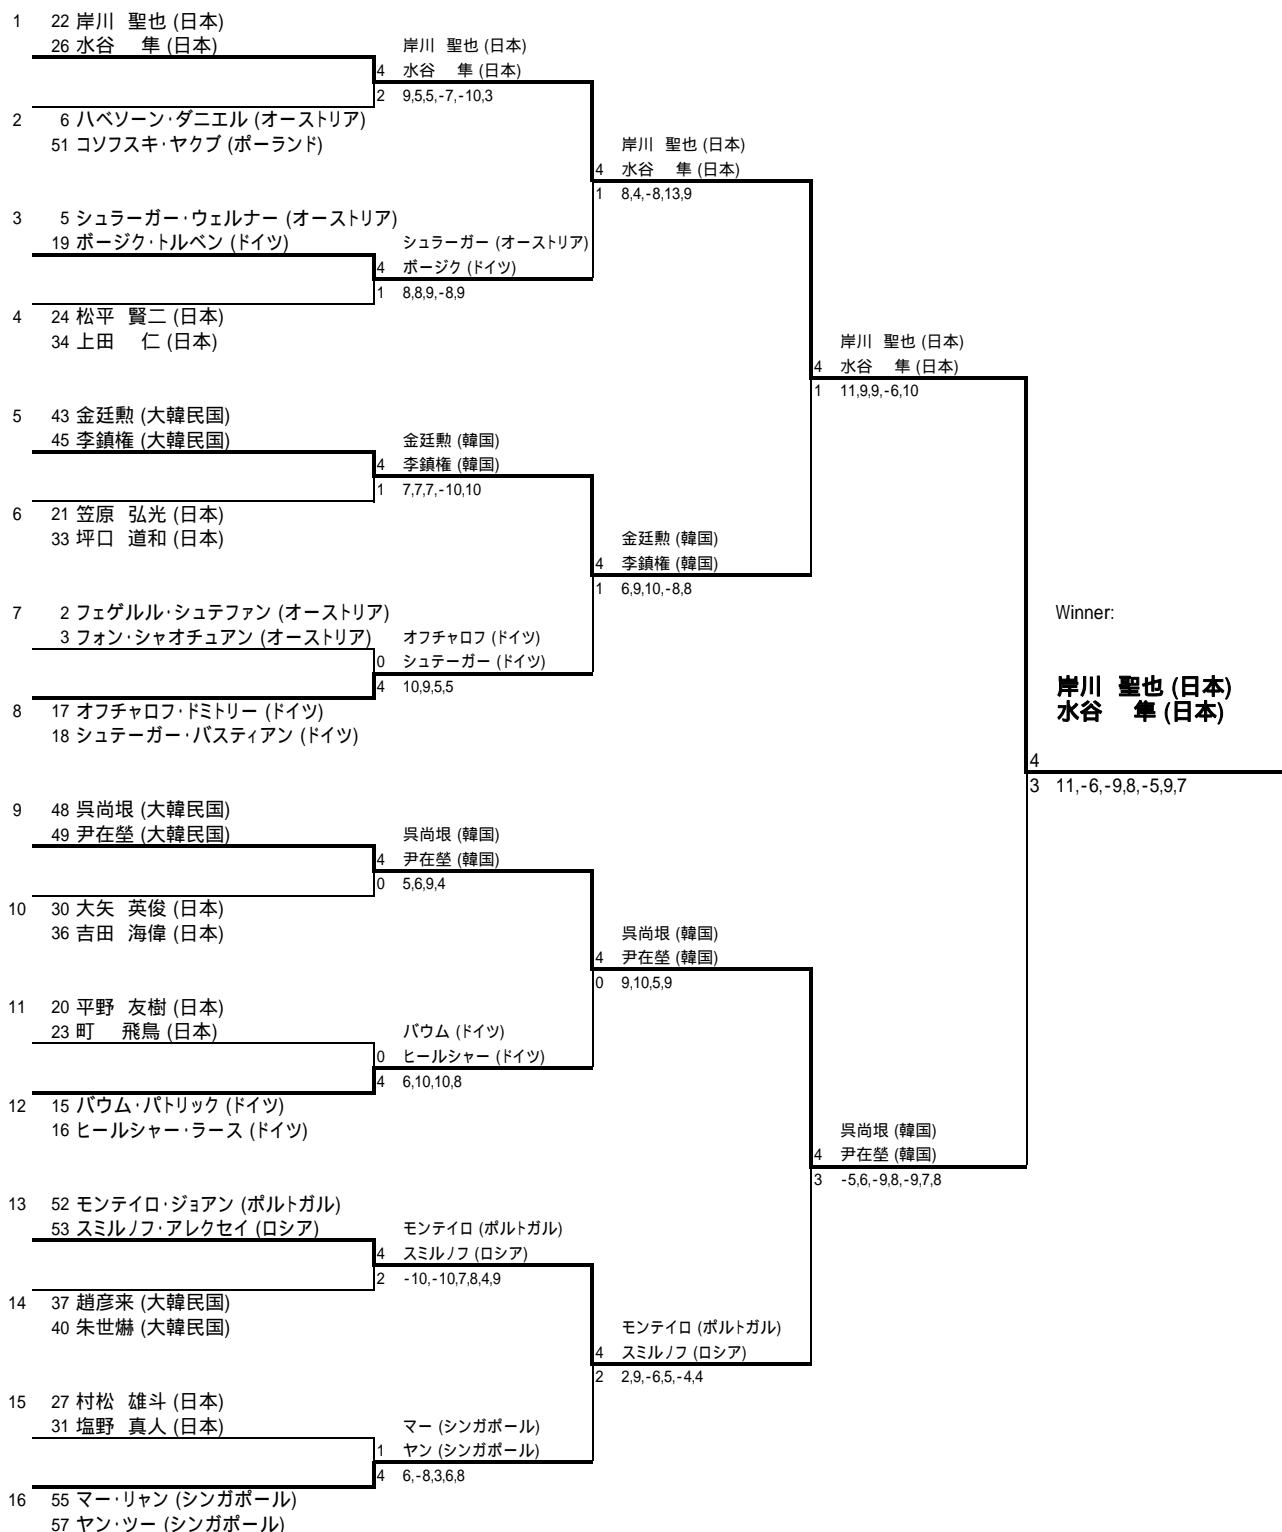 1 22 岸川 聖也 (日本)
26 水谷 隼 (日本)
2 6 ハベソーン・ダニエル (オーストリア)
51 コソフスキ・ヤクブ (ポーランド)
3 5 シュラーガー・ウェルナー (オーストリア)
19 ボージク・トルベン (ドイツ)
4 24 松平 賢二 (日本)
34 上田 仁 (日本)
5 43 金廷勲 (大韓民国)
45 李鎮権 (大韓民国)
6 21 笠原 弘光 (日本)
33 坪口 道和 (日本)
7 2 フェゲルル・シュテファン (オーストリア)
3 フォン・シャオチュアン (オーストリア)
8 17 オフチャロフ・ドミトリー (ドイツ)
18 シュテーガー・バスティアン (ドイツ)
9 48 呉尚垠 (大韓民国)
49 尹在塋 (大韓民国)
10 30 大矢 英俊 (日本)
36 吉田 海偉 (日本)
11 20 平野 友樹 (日本)
23 町 飛鳥 (日本)
12 15 バウム・パトリック (ドイツ)
16 ヒールシャー・ラース (ドイツ)
13 52 モンテイロ・ジョアン (ポルトガル)
53 スミルノフ・アレクセイ (ロシア)
14 37 趙彦来 (大韓民国)
40 朱世爀 (大韓民国)
15 27 村松 雄斗 (日本)
31 塩野 真人 (日本)
16 55 マー・リャン (シンガポール)
57 ヤン・ツー (シンガポール)
岸川 聖也 (日本)
4 水谷 隼 (日本)
2 9,5,5,-7,-10,3
シュラーガー (オーストリア)
4 ボージク (ドイツ)
1 8,8,9,-8,9
金廷勲 (韓国)
4 李鎮権 (韓国)
1 7,7,7,-10,10
オフチャロフ (ドイツ)
0 シュテーガー (ドイツ)
4 10,9,5,5
呉尚垠 (韓国)
4 尹在塋 (韓国)
0 5,6,9,4
バウム (ドイツ)
0 ヒールシャー (ドイツ)
4 6,10,10,8
モンテイロ (ポルトガル)
4 スミルノフ (ロシア)
2 -10,-10,7,8,4,9
マー (シンガポール)
1 ヤン (シンガポール)
4 6,-8,3,6,8
岸川 聖也 (日本)
4 水谷 隼 (日本)
1 8,4,-8,13,9
金廷勲 (韓国)
4 李鎮権 (韓国)
1 6,9,10,-8,8
呉尚垠 (韓国)
4 尹在塋 (韓国)
0 9,10,5,9
モンテイロ (ポルトガル)
4 スミルノフ (ロシア)
2 2,9,-6,5,-4,4
岸川 聖也 (日本)
4 水谷 隼 (日本)
1 11,9,9,-6,10
呉尚垠 (韓国)
4 尹在塋 (韓国)
3 -5,6,-9,8,-9,7,8
Winner:
岸川 聖也 (日本)
水谷 隼 (日本)
4
3 11,-6,-9,8,-5,9,7